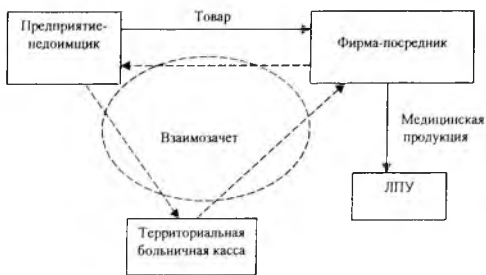 Товар
Предприятие-
недоимщик
Фирма-посредник
Медицинская
продукция
Взаимозачет
ЛПУ
Территориальная
больничная касса